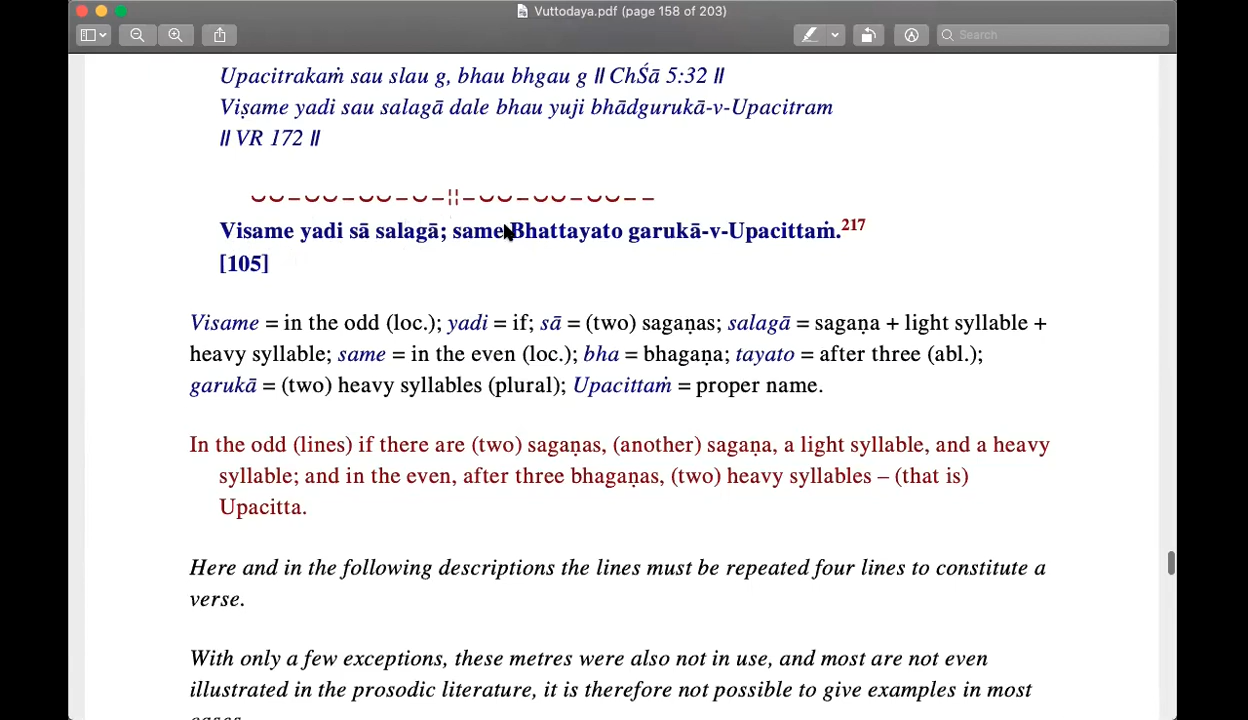 Vuttodaya.pdf (page 158 of 203)
Search
Upacitrakaṁ sau slau g, bhau bhgau g || ChŚā 5:32 ||
Viṣame yadi sau salagā dale bhau yuji bhādgurukā-v-Upacitram
|| VR 172 ||
⏑⏑−⏑⏑−⏑⏑−⏑−¦¦−⏑⏑−⏑⏑−⏑⏑−−
Visame yadi sā salagā; same Bhattayato garukā-v-Upacittaṁ.217
[105]
Visame = in the odd (loc.); yadi = if; sā = (two) sagaṇas; salagā = sagaṇa + light syllable +
heavy syllable; same = in the even (loc.); bha = bhagaṇa; tayato = after three (abl.);
garukā = (two) heavy syllables (plural); Upacittaṁ = proper name.
In the odd (lines) if there are (two) sagaṇas, (another) sagaṇa, a light syllable, and a heavy
syllable; and in the even, after three bhagaṇas, (two) heavy syllables – (that is)
Upacitta.
Here and in the following descriptions the lines must be repeated four lines to constitute a
verse.
With only a few exceptions, these metres were also not in use, and most are not even
illustrated in the prosodic literature, it is therefore not possible to give examples in most
cases.